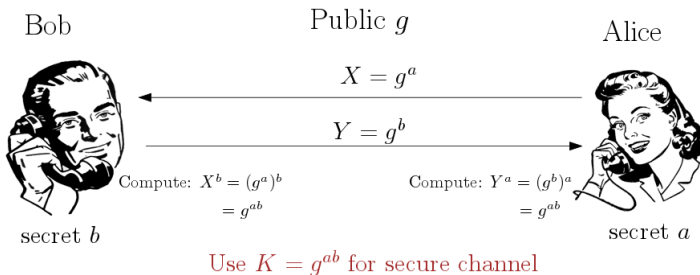 Bob
Public g
Alice
X = g^a
Y = g^b
Compute: X^b = (g^a)^b
= g^{ab}
Compute: Y^a = (g^b)^a
= g^{ab}
secret b
secret a
Use K = g^{ab} for secure channel